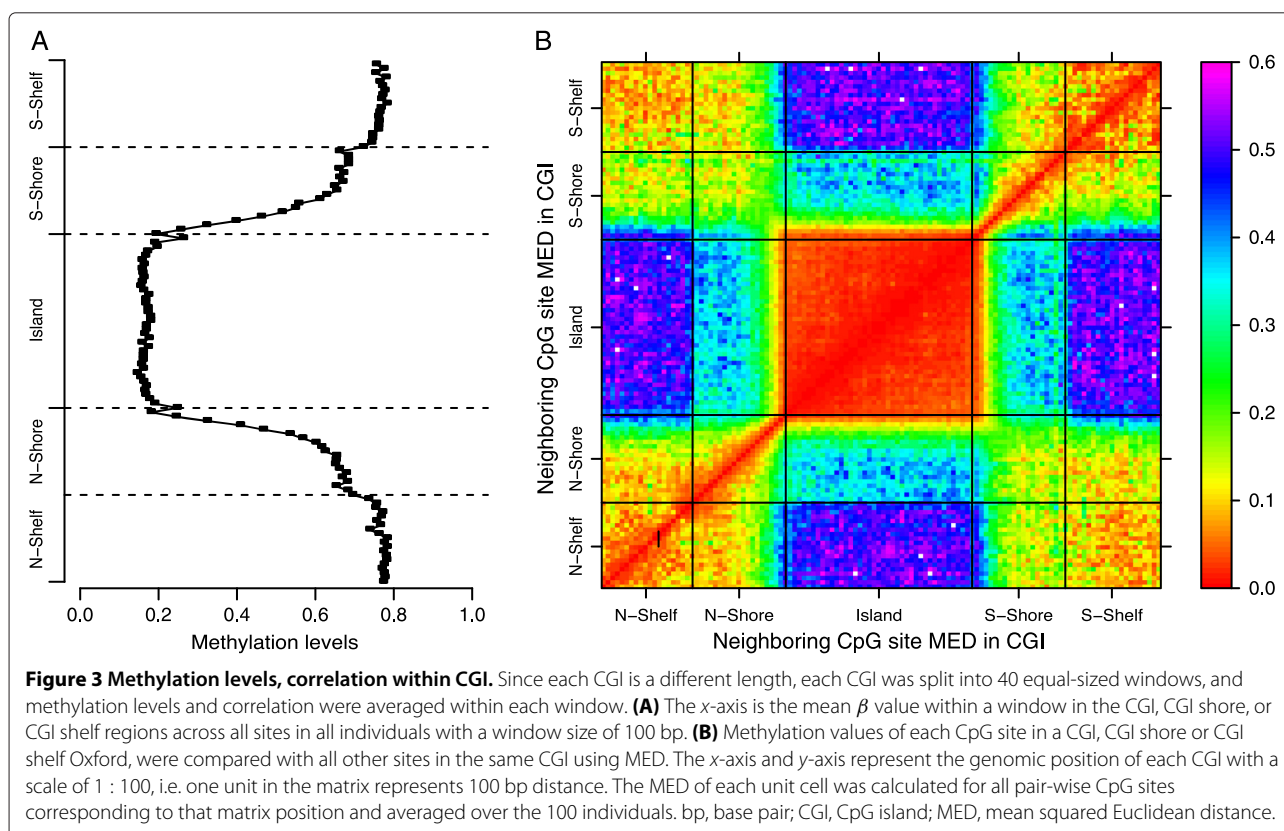 A
S−Shelf
S−Shore
Island
N−Shore
N−Shelf
0.0 0.2 0.4 0.6 0.8 1.0
Methylation levels
B
Neighboring CpG site MED in CGI
S−Shelf
S−Shore
Island
N−Shore
N−Shelf
N−Shelf N−Shore Island S−Shore S−Shelf
Neighboring CpG site MED in CGI
0.6
0.5
0.4
0.3
0.2
0.1
0.0
Figure 3 Methylation levels, correlation within CGI. Since each CGI is a different length, each CGI was split into 40 equal-sized windows, and
methylation levels and correlation were averaged within each window. (A) The x-axis is the mean β value within a window in the CGI, CGI shore, or
CGI shelf regions across all sites in all individuals with a window size of 100 bp. (B) Methylation values of each CpG site in a CGI, CGI shore or CGI
shelf Oxford, were compared with all other sites in the same CGI using MED. The x-axis and y-axis represent the genomic position of each CGI with a
scale of 1 : 100, i.e. one unit in the matrix represents 100 bp distance. The MED of each unit cell was calculated for all pair-wise CpG sites
corresponding to that matrix position and averaged over the 100 individuals. bp, base pair; CGI, CpG island; MED, mean squared Euclidean distance.